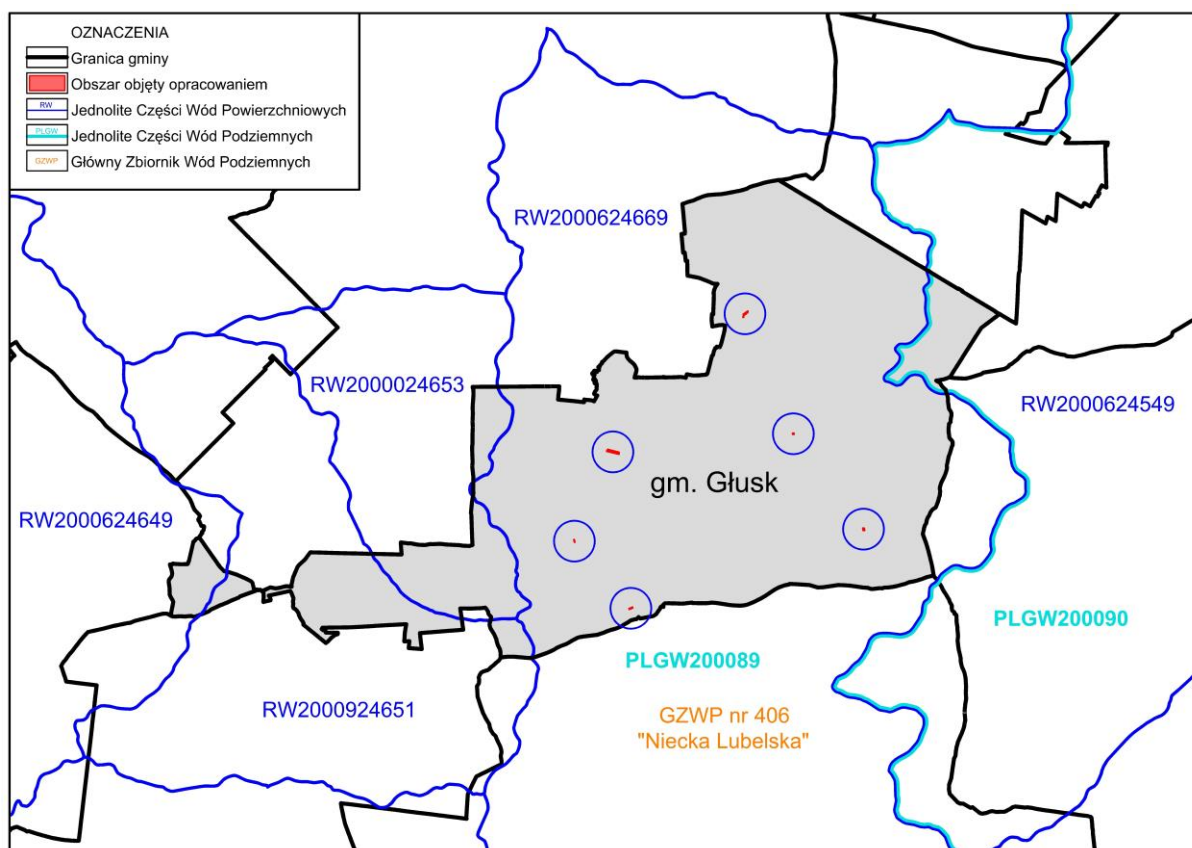 OZNACZENIA
Granica gminy
Obszar objęty opracowaniem
RW
Jednolite Części Wód Powierzchniowych
PLGW
Jednolite Części Wód Podziemnych
GZWP
Główny Zbiornik Wód Podziemnych
RW2000624669
RW2000024653
RW2000624549
gm. Głusk
RW2000624649
PLGW200090
PLGW200089
RW2000924651
GZWP nr 406
"Niecka Lubelska"